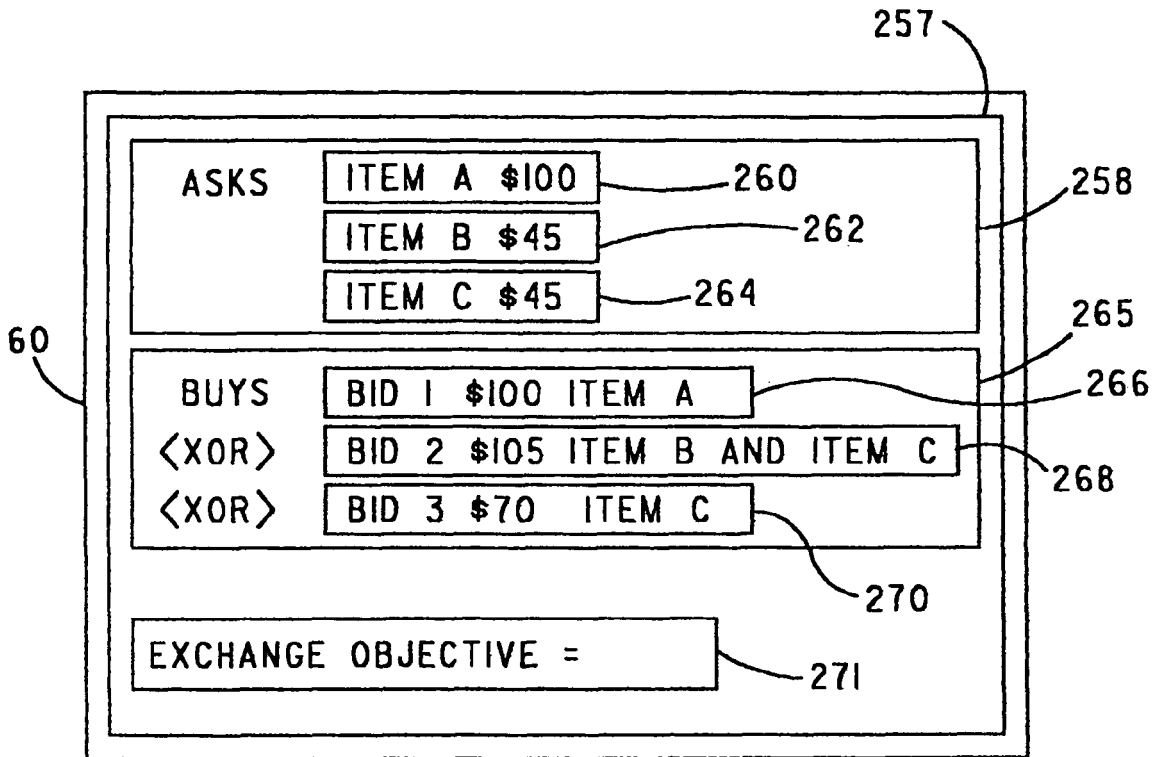 257
ASKS ITEM A $100 260
258
ITEM B $45 262
ITEM C $45 264
265
60
BUYS BID 1 $100 ITEM A 266
<XOR> BID 2 $105 ITEM B AND ITEM C
268
<XOR> BID 3 $70 ITEM C
270
EXCHANGE OBJECTIVE =
271